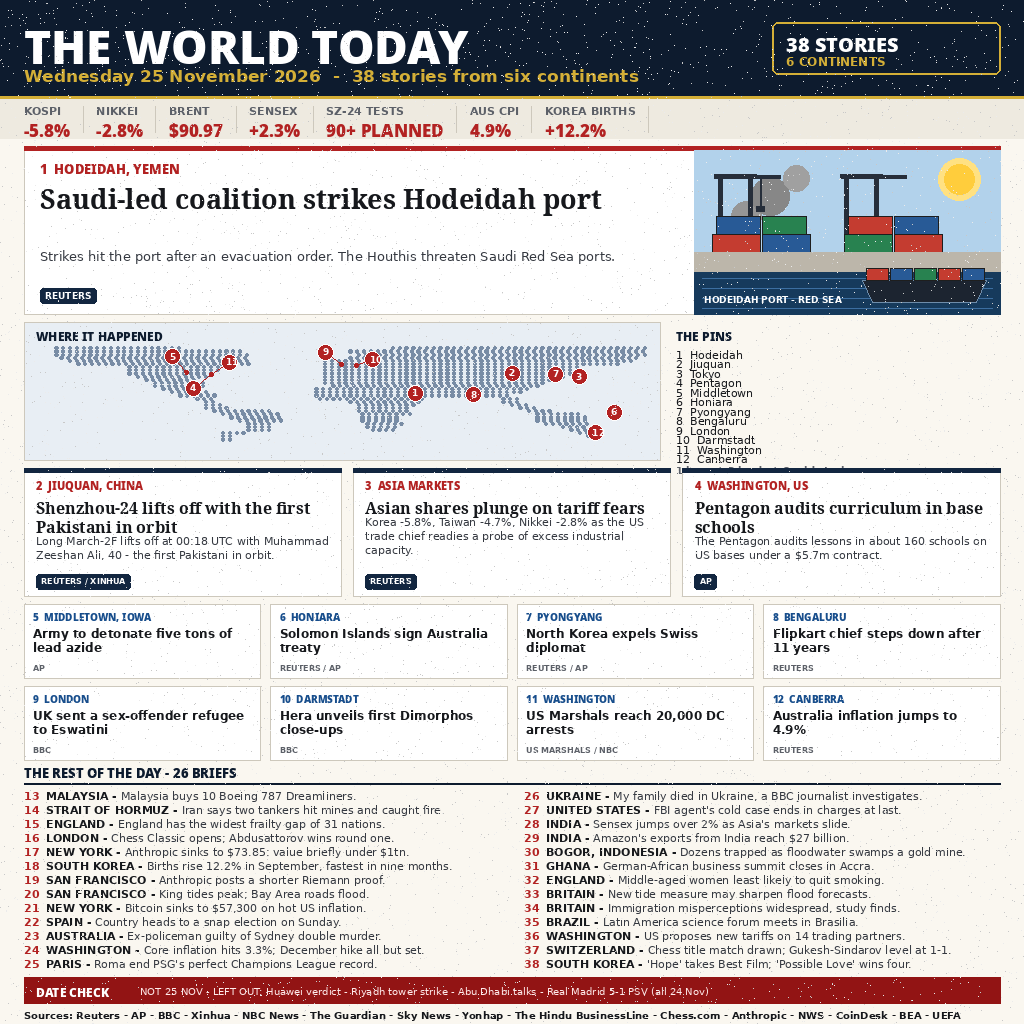 THE WORLD TODAY
Wednesday 25 November 2026 - 38 stories from six continents
38 STORIES
6 CONTINENTS
KOSPI
-5.8%
NIKKEI
-2.8%
BRENT
$90.97
SENSEX
+2.3%
SZ-24 TESTS
90+ PLANNED
AUS CPI
4.9%
KOREA BIRTHS
+12.2%
1 HODEIDAH, YEMEN
Saudi-led coalition strikes Hodeidah port
Strikes hit the port after an evacuation order. The Houthis threaten Saudi Red Sea ports.
REUTERS
HODEIDAH PORT - RED SEA
WHERE IT HAPPENED
5
11
9
10
4
1
8
2
7
3
6
12
THE PINS
1 Hodeidah
2 Jiuquan
3 Tokyo
4 Pentagon
5 Middletown
6 Honiara
7 Pyongyang
8 Bengaluru
9 London
10 Darmstadt
11 Washington
12 Canberra
2 JIUQUAN, CHINA
Shenzhou-24 lifts off with the first
Pakistani in orbit
Long March-2F lifts off at 00:18 UTC with Muhammad
Zeeshan Ali, 40 - the first Pakistani in orbit.
REUTERS / XINHUA
3 ASIA MARKETS
Asian shares plunge on tariff fears
Korea -5.8%, Taiwan -4.7%, Nikkei -2.8% as the US
trade chief readies a probe of excess industrial
capacity.
REUTERS
4 WASHINGTON, US
Pentagon audits curriculum in base
schools
The Pentagon audits lessons in about 160 schools on
US bases under a $5.7m contract.
AP
5 MIDDLETOWN, IOWA
Army to detonate five tons of
lead azide
AP
6 HONIARA
Solomon Islands sign Australia
treaty
REUTERS / AP
7 PYONGYANG
North Korea expels Swiss
diplomat
REUTERS / AP
8 BENGALURU
Flipkart chief steps down after
11 years
REUTERS
9 LONDON
UK sent a sex-offender refugee
to Eswatini
BBC
10 DARMSTADT
Hera unveils first Dimorphos
close-ups
BBC
11 WASHINGTON
US Marshals reach 20,000 DC
arrests
US MARSHALS / NBC
12 CANBERRA
Australia inflation jumps to
4.9%
REUTERS
THE REST OF THE DAY - 26 BRIEFS
13 MALAYSIA - Malaysia buys 10 Boeing 787 Dreamliners.
14 STRAIT OF HORMUZ - Iran says two tankers hit mines and caught fire.
15 ENGLAND - England has the widest frailty gap of 31 nations.
16 LONDON - Chess Classic opens; Abdusattorov wins round one.
17 NEW YORK - Anthropic sinks to $73.85: value briefly under $1tn.
18 SOUTH KOREA - Births rise 12.2% in September, fastest in nine months.
19 SAN FRANCISCO - Anthropic posts a shorter Riemann proof.
20 SAN FRANCISCO - King tides peak; Bay Area roads flood.
21 NEW YORK - Bitcoin sinks to $57,300 on hot US inflation.
22 SPAIN - Country heads to a snap election on Sunday.
23 AUSTRALIA - Ex-policeman guilty of Sydney double murder.
24 WASHINGTON - Core inflation hits 3.3%; December hike all but set.
25 PARIS - Roma end PSG's perfect Champions League record.
26 UKRAINE - My family died in Ukraine, a BBC journalist investigates.
27 UNITED STATES - FBI agent's cold case ends in charges at last.
28 INDIA - Sensex jumps over 2% as Asia's markets slide.
29 INDIA - Amazon's exports from India reach $27 billion.
30 BOGOR, INDONESIA - Dozens trapped as floodwater swamps a gold mine.
31 GHANA - German-African business summit closes in Accra.
32 ENGLAND - Middle-aged women least likely to quit smoking.
33 BRITAIN - New tide measure may sharpen flood forecasts.
34 BRITAIN - Immigration misperceptions widespread, study finds.
35 BRAZIL - Latin America science forum meets in Brasilia.
36 WASHINGTON - US proposes new tariffs on 14 trading partners.
37 SWITZERLAND - Chess title match drawn; Gukesh-Sindarov level at 1-1.
38 SOUTH KOREA - 'Hope' takes Best Film; 'Possible Love' wins four.
DATE CHECK
NOT 25 NOV - LEFT OUT: Huawei verdict - Riyadh tower strike - Abu Dhabi talks - Real Madrid 5-1 PSV (all 24 Nov)
Sources: Reuters - AP - BBC - Xinhua - NBC News - The Guardian - Sky News - Yonhap - The Hindu BusinessLine - Chess.com - Anthropic - NWS - CoinDesk - BEA - UEFA